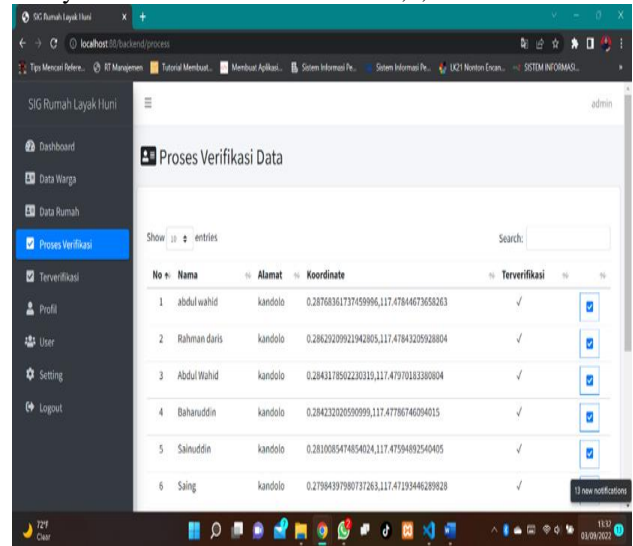 SIG Rumah Layak Huni
localhost:88/backend/process
Tips Mencari Refere... RT Manajemen Tutorial Membuat... Membuat Aplikasi... Sistem Informasi Pe... Sistem Informasi Pe... LK21 Nonton Encan... SISTEM INFORMASI...
SIG Rumah Layak Huni
admin
Dashboard
Data Warga
Data Rumah
Proses Verifikasi
Terverifikasi
Profil
User
Setting
Logout
Proses Verifikasi Data
Show 10 entries Search:
No Nama Alamat Koordinate Terverifikasi
1 abdul wahid kandolo 0.28768361737459996,117.47844673658263 √
2 Rahman daris kandolo 0.28629209921942805,117.47843205928804 √
3 Abdul Wahid kandolo 0.2843178502230319,117.47970183380804 √
4 Baharuddin kandolo 0.284232020590999,117.47786746094015 √
5 Sainuddin kandolo 0.2810085474854024,117.47594892540405 √
6 Saing kandolo 0.27984397980737263,117.47193446289828 √
13 new notifications
72°F
Clear
13.32
03/09/2022